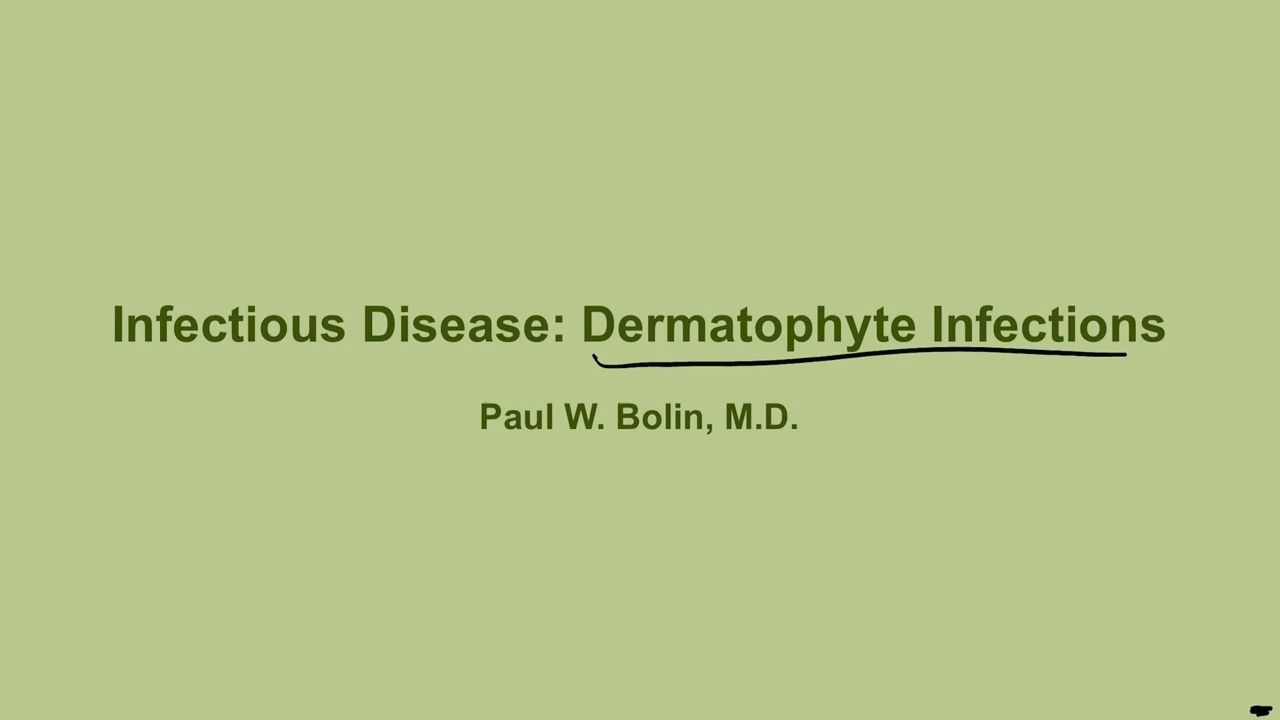 Infectious Disease: Dermatophyte Infections
Paul W. Bolin, M.D.